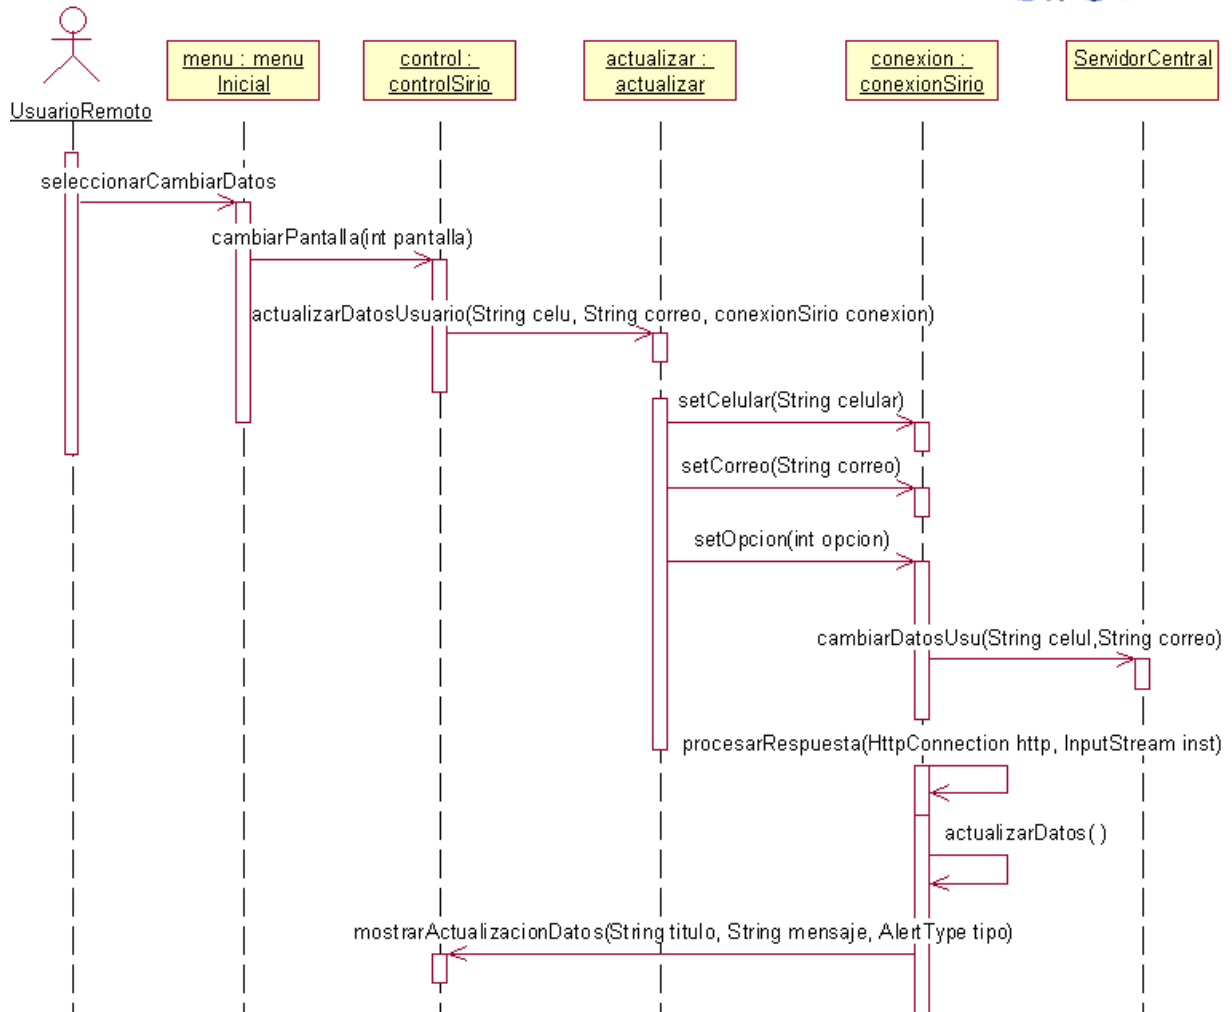 menu : menu
Inicial
control :
controlSirio
actualizar :
actualizar
conexion :
conexionSirio
ServidorCentral
UsuarioRemoto
seleccionarCambiarDatos
cambiarPantalla(int pantalla)
actualizarDatosUsuario(String celu, String correo, conexionSirio conexion)
setCelular(String celular)
setCorreo(String correo)
setOpcion(int opcion)
cambiarDatosUsu(String celul,String correo)
procesarRespuesta(HttpConnection http, InputStream inst)
actualizarDatos( )
mostrarActualizacionDatos(String titulo, String mensaje, AlertType tipo)